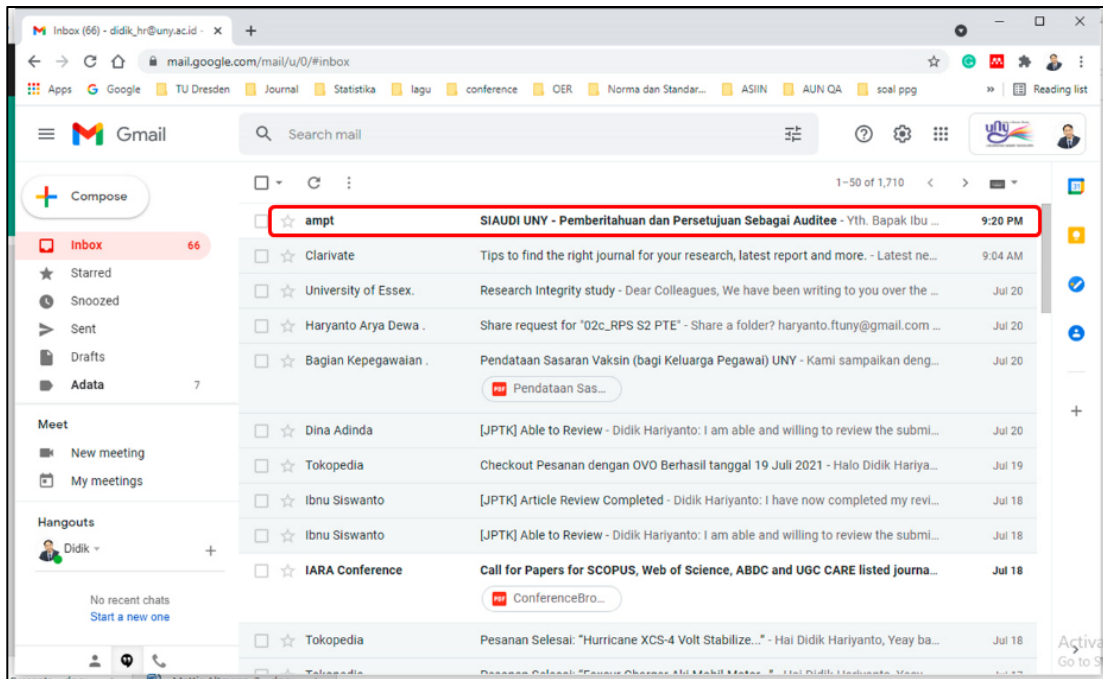 Inbox (66) - didik_hr@uny.ac.id -
mail.google.com/mail/u/0/#inbox
Apps Google TU Dresden Journal Statistika lagu conference OER Norma dan Standar... ASIIN AUN QA soal ppg » Reading list
Gmail Search mail
Compose
1–50 of 1,710
ampt SIAUDI UNY - Pemberitahuan dan Persetujuan Sebagai Auditee - Yth. Bapak Ibu ... 9:20 PM
Inbox 66
Clarivate Tips to find the right journal for your research, latest report and more. - Latest ne... 9:04 AM
Starred
University of Essex. Research Integrity study - Dear Colleagues, We have been writing to you over the ... Jul 20
Snoozed
Sent
Haryanto Arya Dewa . Share request for "02c_RPS S2 PTE" - Share a folder? haryanto.ftuny@gmail.com ... Jul 20
Drafts
Bagian Kepegawaian . Pendataan Sasaran Vaksin (bagi Keluarga Pegawai) UNY - Kami sampaikan deng... Jul 20
Adata 7
PDF Pendataan Sas...
Meet
Dina Adinda [JPTK] Able to Review - Didik Hariyanto: I am able and willing to review the submi... Jul 20
New meeting
Tokopedia Checkout Pesanan dengan OVO Berhasil tanggal 19 Juli 2021 - Halo Didik Hariya... Jul 19
My meetings
Ibnu Siswanto [JPTK] Article Review Completed - Didik Hariyanto: I have now completed my revi... Jul 18
Hangouts
Ibnu Siswanto [JPTK] Able to Review - Didik Hariyanto: I am able and willing to review the submi... Jul 18
Didik
IARA Conference Call for Papers for SCOPUS, Web of Science, ABDC and UGC CARE listed journa... Jul 18
No recent chats
PDF ConferenceBro...
Start a new one
Tokopedia Pesanan Selesai: "Hurricane XCS-4 Volt Stabilize..." - Hai Didik Hariyanto, Yeay ba... Jul 18
Activa
Go to S